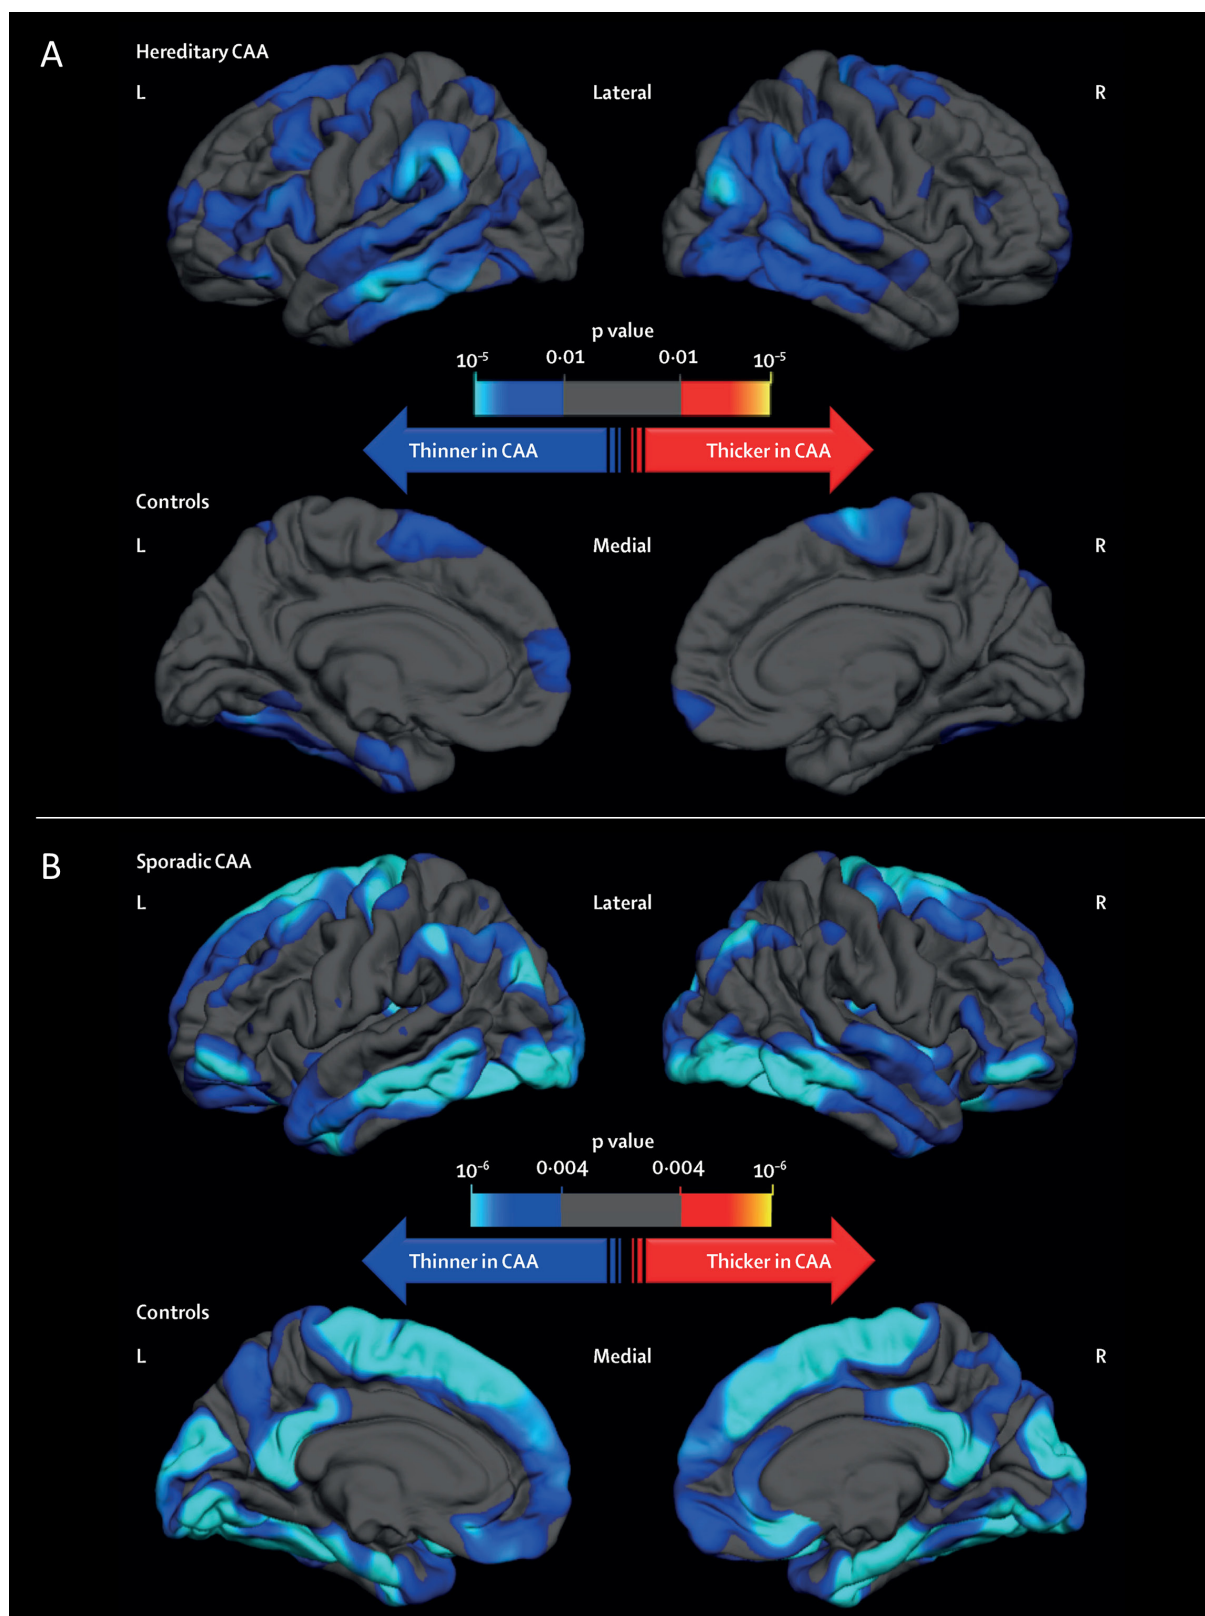 A
Hereditary CAA
L
Lateral
R
p value
10⁻⁵ 0·01 0·01 10⁻⁵
Thinner in CAA
Thicker in CAA
Controls
L
Medial
R
B
Sporadic CAA
L
Lateral
R
p value
10⁻⁶ 0·004 0·004 10⁻⁶
Thinner in CAA
Thicker in CAA
Controls
L
Medial
R